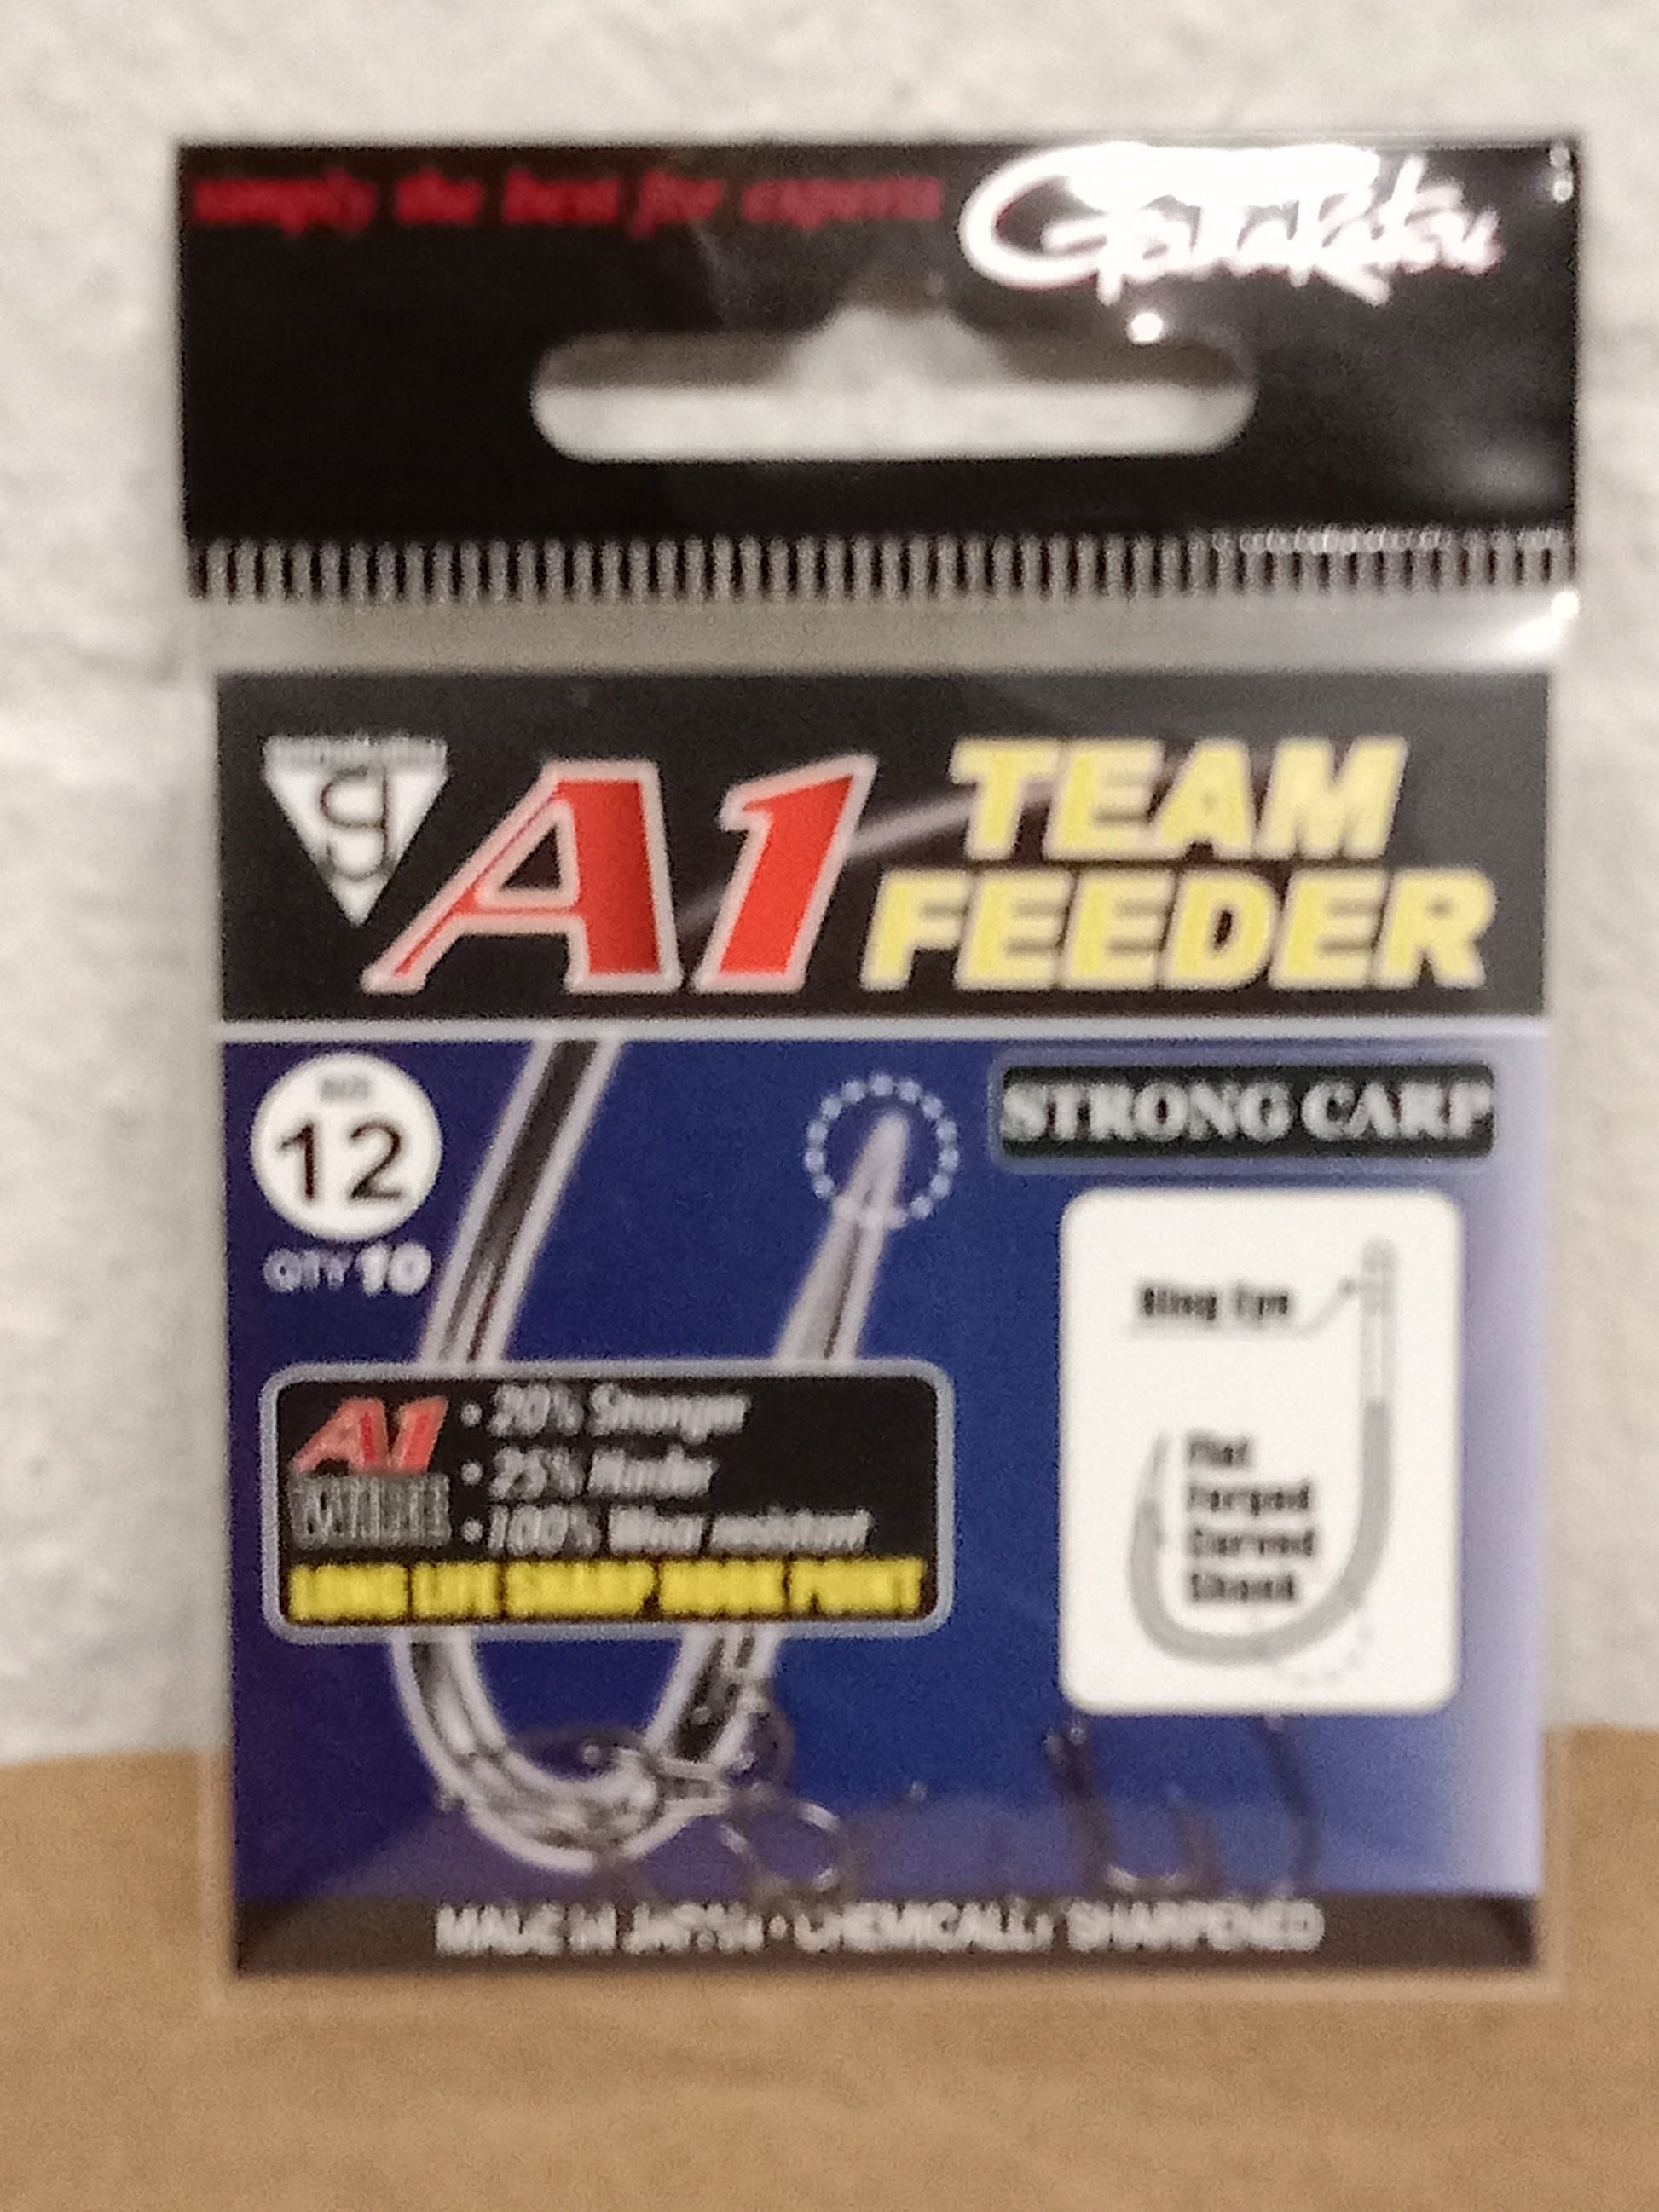 simply the best for experts
Gamakatsu
A1 TEAM
FEEDER
12
QTY 10
STRONG CARP
Eye
Flat
Forged
Curved
Shank
A1
• 20% Stronger
• 25% Harder
• 100% Wear resistant
LONG LIFE SHARP HOOK POINT
MADE IN JAPAN • CHEMICALLY SHARPENED